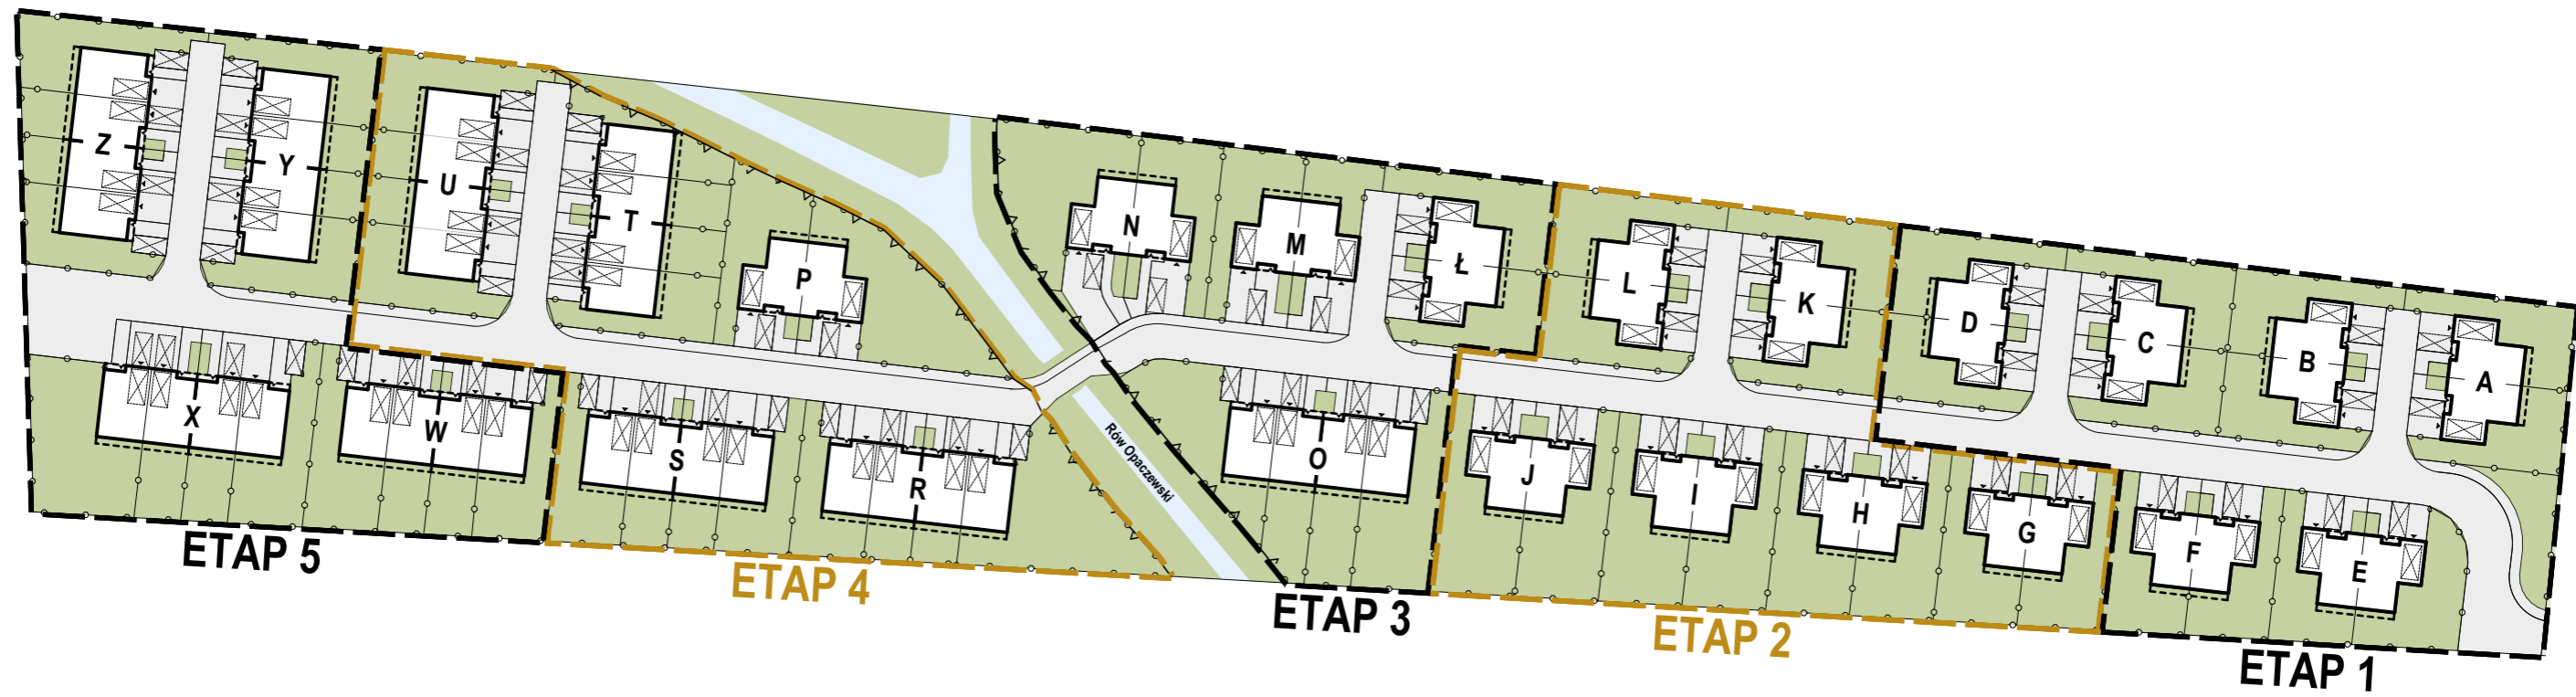 Z
Y
U
T
P
N
M
Ł
L
K
D
C
B
A
X
W
S
R
Rów Opaczewski
O
J
I
H
G
F
E
ETAP 5
ETAP 4
ETAP 3
ETAP 2
ETAP 1